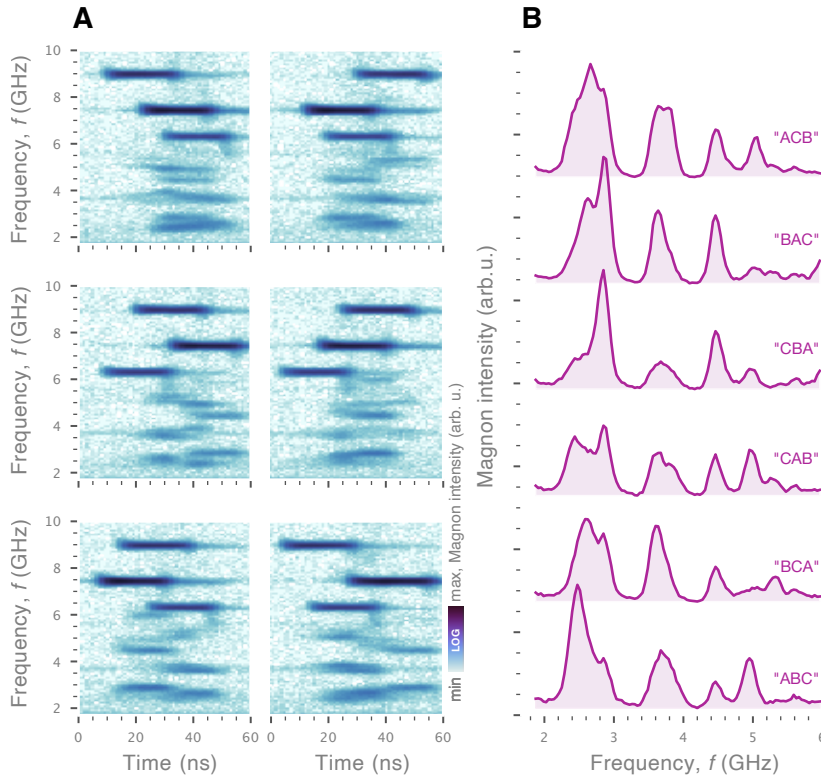 A
B
Frequency, f (GHz)
10
8
6
4
2
Frequency, f (GHz)
10
8
6
4
2
Frequency, f (GHz)
10
8
6
4
2
0
20
40
60
0
20
40
60
Time (ns)
Time (ns)
min
LOG
max, Magnon intensity (arb. u.)
Magnon intensity (arb.u.)
"ACB"
"BAC"
"CBA"
"CAB"
"BCA"
"ABC"
2
3
4
5
6
Frequency, f (GHz)